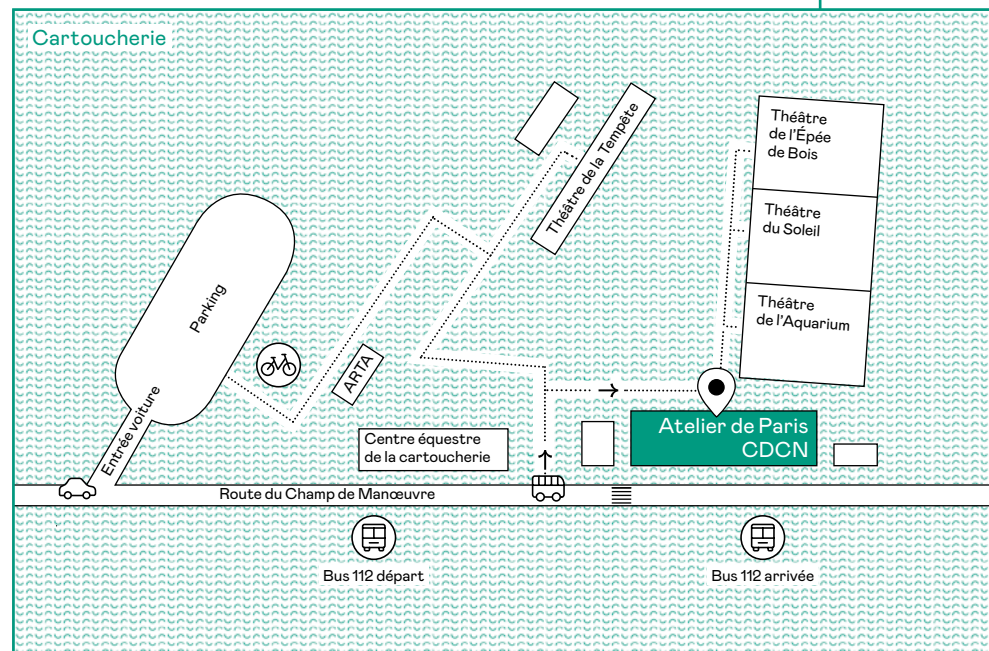 Cartoucherie
Théâtre
de l'Épée
de Bois
Théâtre de la Tempête
Théâtre
du Soleil
Parking
Théâtre
de l'Aquarium
ARTA
Entrée voiture
Atelier de Paris
CDCN
Centre équestre
de la cartoucherie
Route du Champ de Manœuvre
Bus 112 départ
Bus 112 arrivée